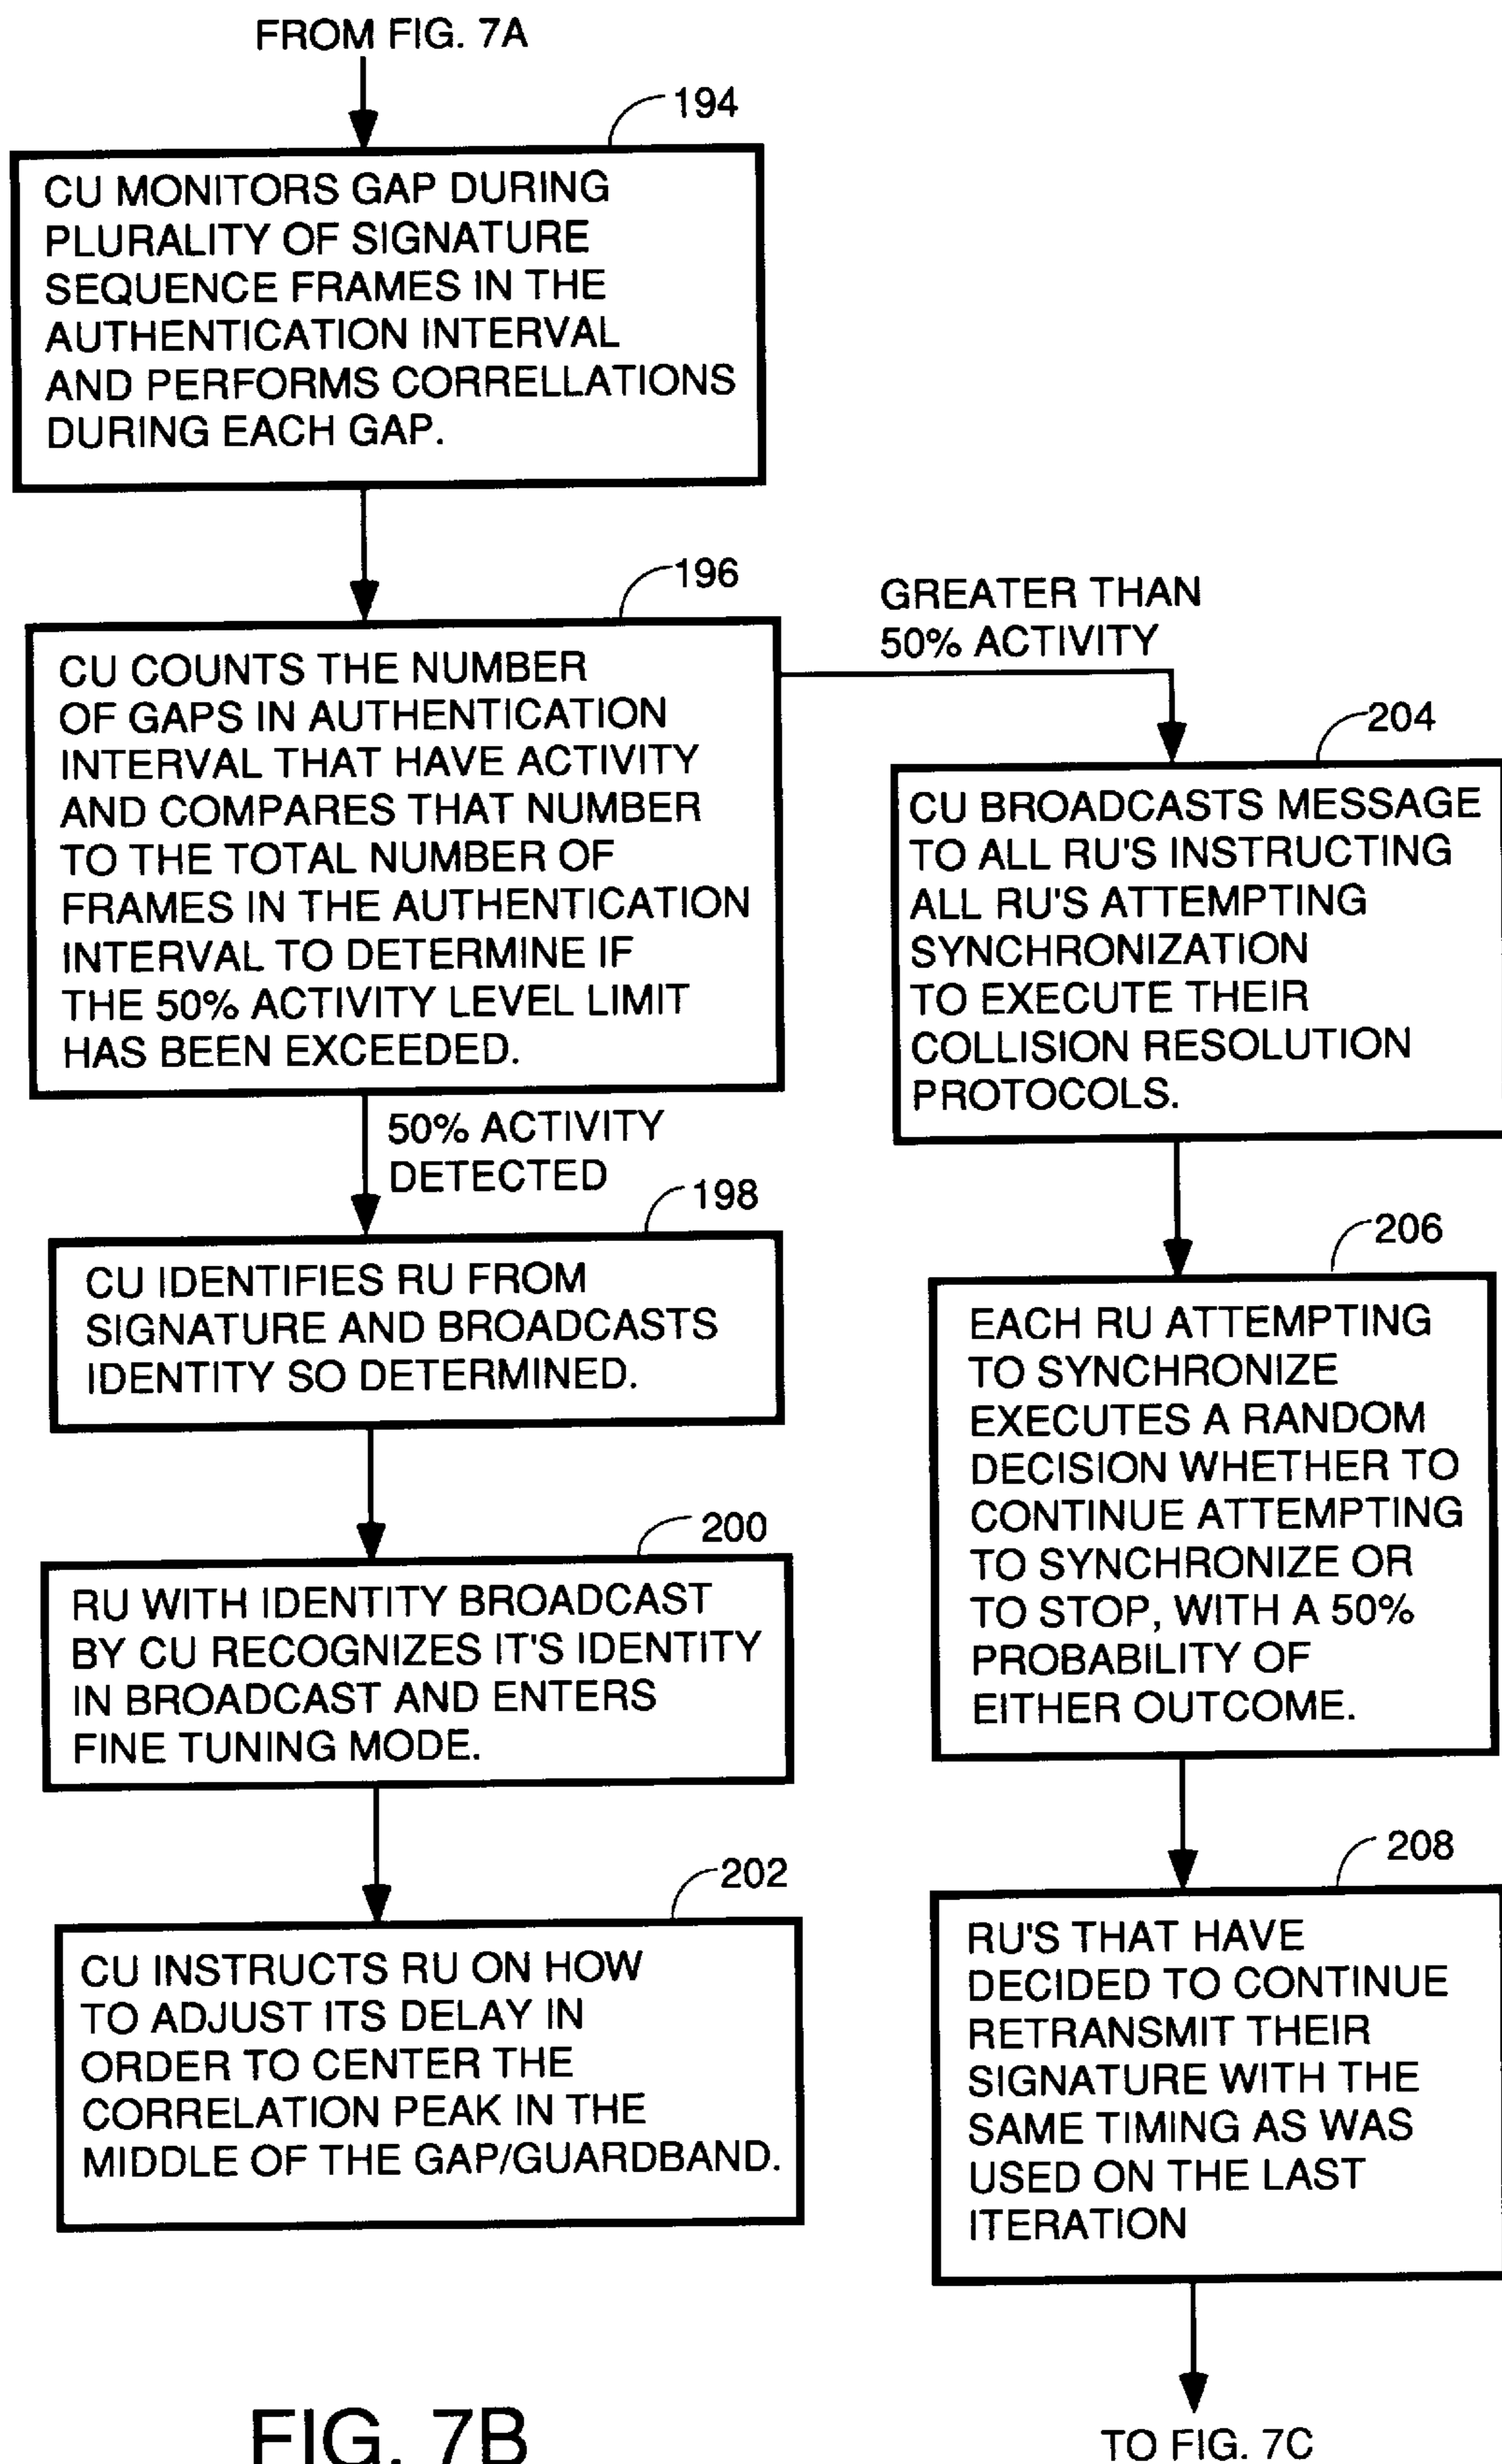 FROM FIG. 7A
194
CU MONITORS GAP DURING
PLURALITY OF SIGNATURE
SEQUENCE FRAMES IN THE
AUTHENTICATION INTERVAL
AND PERFORMS CORRELLATIONS
DURING EACH GAP.
196
CU COUNTS THE NUMBER
OF GAPS IN AUTHENTICATION
INTERVAL THAT HAVE ACTIVITY
AND COMPARES THAT NUMBER
TO THE TOTAL NUMBER OF
FRAMES IN THE AUTHENTICATION
INTERVAL TO DETERMINE IF
THE 50% ACTIVITY LEVEL LIMIT
HAS BEEN EXCEEDED.
50% ACTIVITY
DETECTED
198
CU IDENTIFIES RU FROM
SIGNATURE AND BROADCASTS
IDENTITY SO DETERMINED.
200
RU WITH IDENTITY BROADCAST
BY CU RECOGNIZES IT'S IDENTITY
IN BROADCAST AND ENTERS
FINE TUNING MODE.
202
CU INSTRUCTS RU ON HOW
TO ADJUST ITS DELAY IN
ORDER TO CENTER THE
CORRELATION PEAK IN THE
MIDDLE OF THE GAP/GUARDBAND.
GREATER THAN
50% ACTIVITY
204
CU BROADCASTS MESSAGE
TO ALL RU'S INSTRUCTING
ALL RU'S ATTEMPTING
SYNCHRONIZATION
TO EXECUTE THEIR
COLLISION RESOLUTION
PROTOCOLS.
206
EACH RU ATTEMPTING
TO SYNCHRONIZE
EXECUTES A RANDOM
DECISION WHETHER TO
CONTINUE ATTEMPTING
TO SYNCHRONIZE OR
TO STOP, WITH A 50%
PROBABILITY OF
EITHER OUTCOME.
208
RU'S THAT HAVE
DECIDED TO CONTINUE
RETRANSMIT THEIR
SIGNATURE WITH THE
SAME TIMING AS WAS
USED ON THE LAST
ITERATION
TO FIG. 7C
FIG. 7B